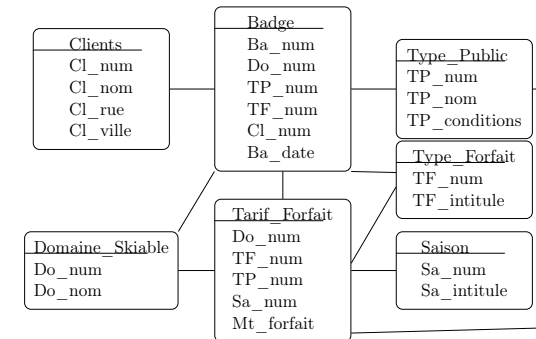 Clients
Cl_num
Cl_nom
Cl_rue
Cl_ville
Badge
Ba_num
Do_num
TP_num
TF_num
Cl_num
Ba_date
Type_Public
TP_num
TP_nom
TP_conditions
Type_Forfait
TF_num
TF_intitule
Domaine_Skiable
Do_num
Do_nom
Tarif_Forfait
Do_num
TF_num
TP_num
Sa_num
Mt_forfait
Saison
Sa_num
Sa_intitule